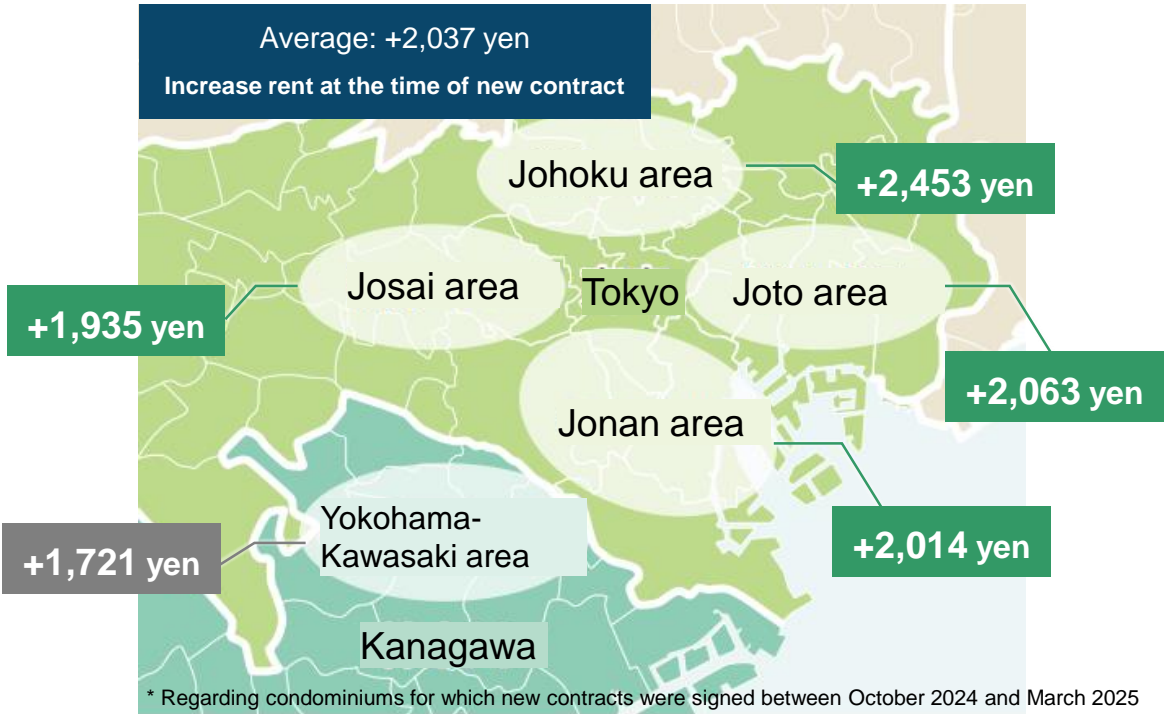 Average: +2,037 yen
Increase rent at the time of new contract
Johoku area
+2,453 yen
Josai area
Tokyo
Joto area
+1,935 yen
+2,063 yen
Jonan area
Yokohama-
Kawasaki area
+2,014 yen
+1,721 yen
Kanagawa
* Regarding condominiums for which new contracts were signed between October 2024 and March 2025